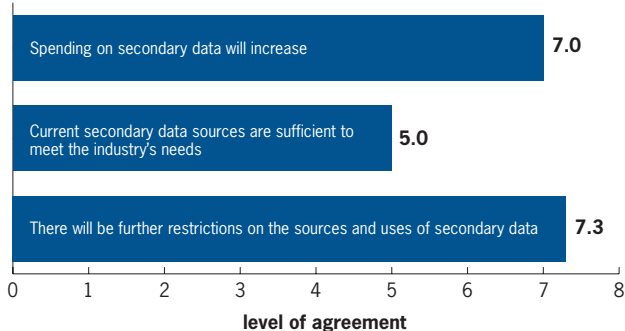 Spending on secondary data will increase
7.0
Current secondary data sources are sufficient to
meet the industry's needs
5.0
There will be further restrictions on the sources and uses of secondary data
7.3
0 1 2 3 4 5 6 7 8
level of agreement